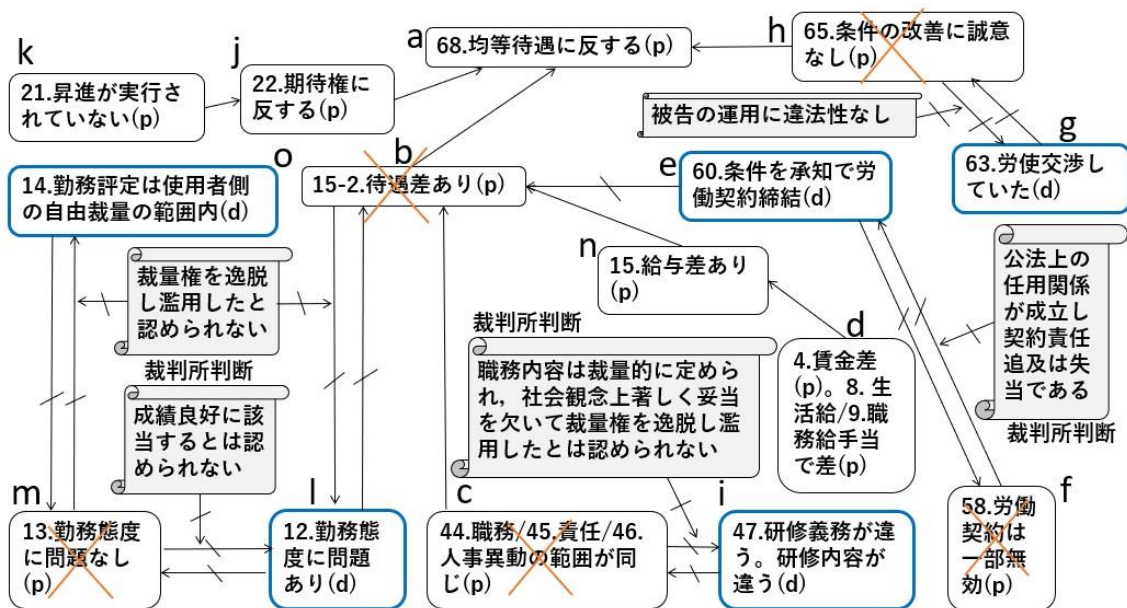 k
21.昇進が実行さ
れていない(p)
j
22.期待権に
反する(p)
a
68.均等待遇に反する(p)
h
65.条件の改善に誠意
なし(p)
被告の運用に違法性なし
g
63.労使交渉し
ていた(d)
o
14.勤務評定は使用者側
の自由裁量の範囲内(d)
b
15-2.待遇差あり(p)
e
60.条件を承知で労
働契約締結(d)
裁量権を逸脱
し濫用したと
認められない
裁判所判断
n
15.給与差あり
(p)
公法上の
任用関係
が成立し
契約責任
追及は失
当である
裁判所判断
成績良好に該
当するとは認
められない
裁判所判断
職務内容は裁量的に定めら
れ，社会観念上著しく妥当
を欠いて裁量権を逸脱し濫
用したとは認められない
d
4.賃金差
(p)。8. 生
活給/9.職
務給手当
で差(p)
m
13.勤務態度
に問題なし
(p)
l
12.勤務態
度に問題
あり(d)
c
44.職務/45.責任/46.
人事異動の範囲が同
じ(p)
i
47.研修義務が違
う。研修内容が
違う(d)
f
58.労働
契約は
一部無
効(p)